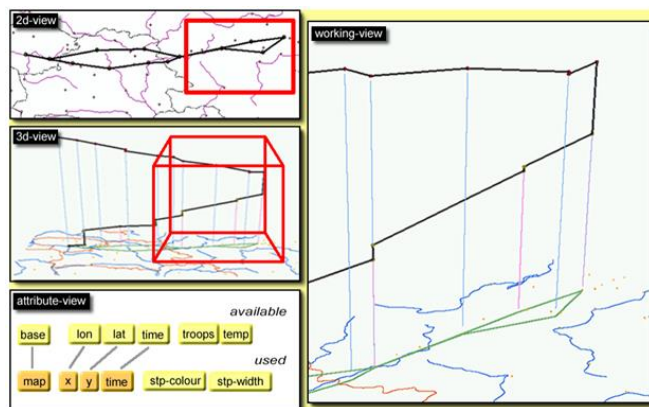 2d-view
working-view
3d-view
attribute-view
available
base lon lat time troops temp
used
map x y time stp-colour stp-width